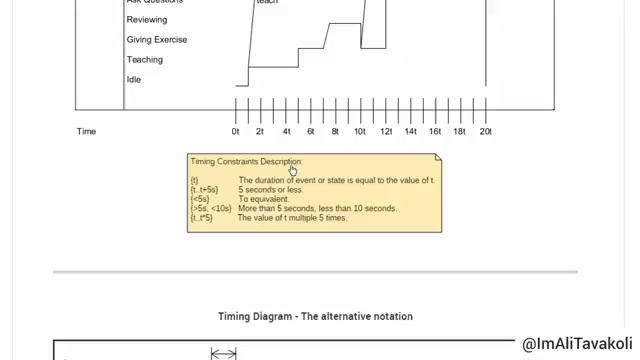 Ask Questions
teach
Reviewing
Giving Exercise
Teaching
Idle
Time 0t 2t 4t 6t 8t 10t 12t 14t 16t 18t 20t
Timing Constraints Description:
{t} The duration of event or state is equal to the value of t.
{t..t+5s} 5 seconds or less.
{<5s} To equivalent.
{>5s, <10s} More than 5 seconds, less than 10 seconds.
{t..t*5} The value of t multiple 5 times.
Timing Diagram - The alternative notation
@ImAliTavakoli